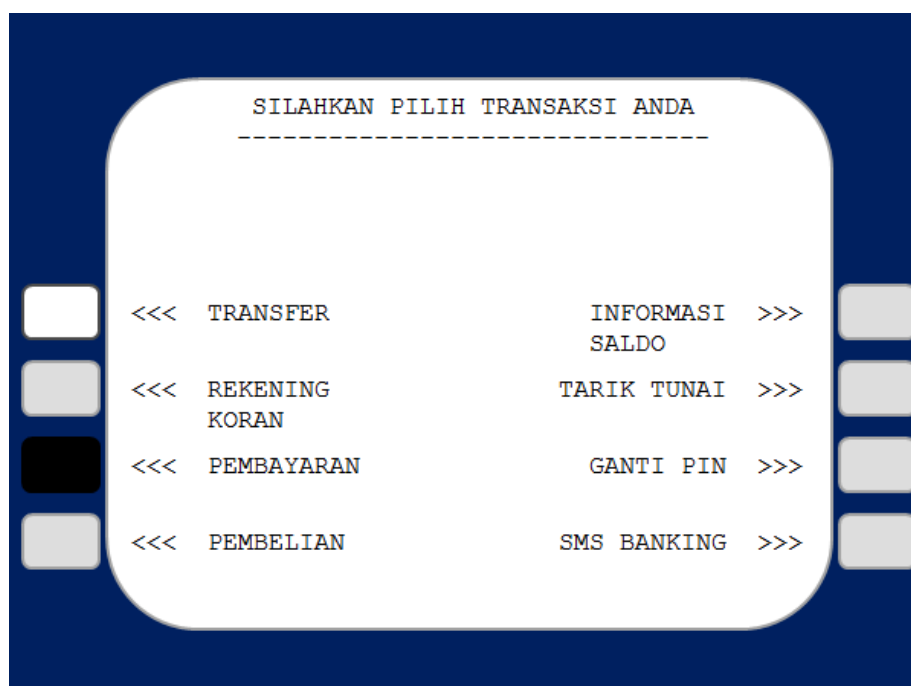 SILAHKAN PILIH TRANSAKSI ANDA
-------------------------------
<<< TRANSFER INFORMASI >>>
SALDO
<<< REKENING TARIK TUNAI >>>
KORAN
<<< PEMBAYARAN GANTI PIN >>>
<<< PEMBELIAN SMS BANKING >>>